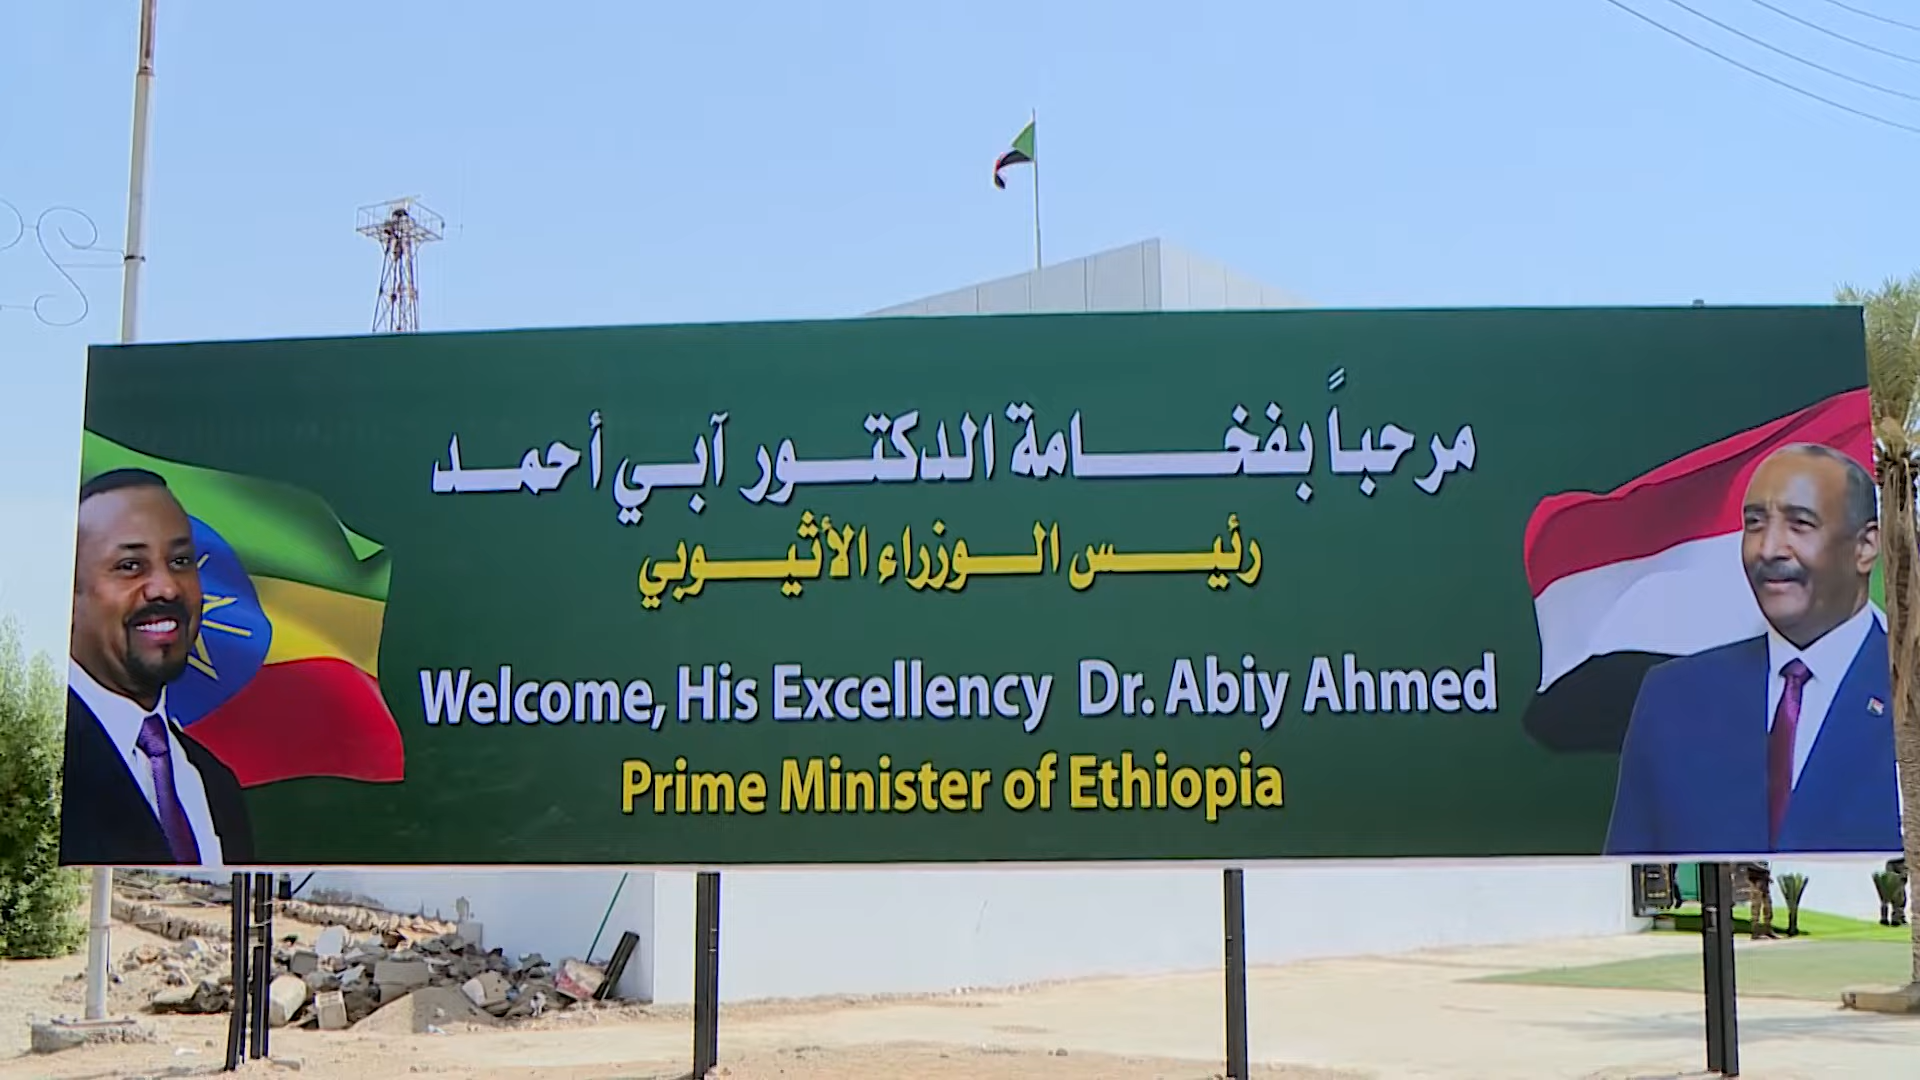 مرحباً بفخامة الدكتور آبي أحمد
رئيس الوزراء الأثيوبي
Welcome, His Excellency Dr. Abiy Ahmed
Prime Minister of Ethiopia